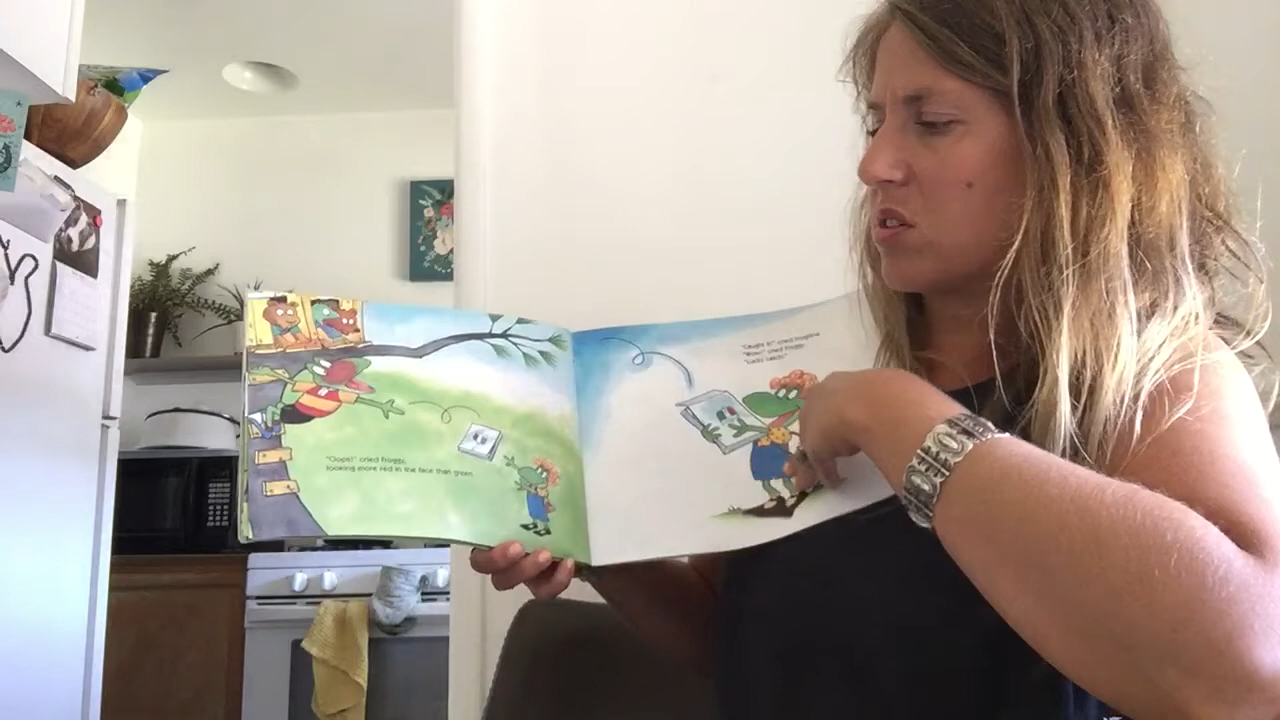 "Oops!" cried Froggy,
looking more red in the face than green.
"Caught it!" cried Frogilina.
"Wow!" cried Froggy.
"Lucky catch!"